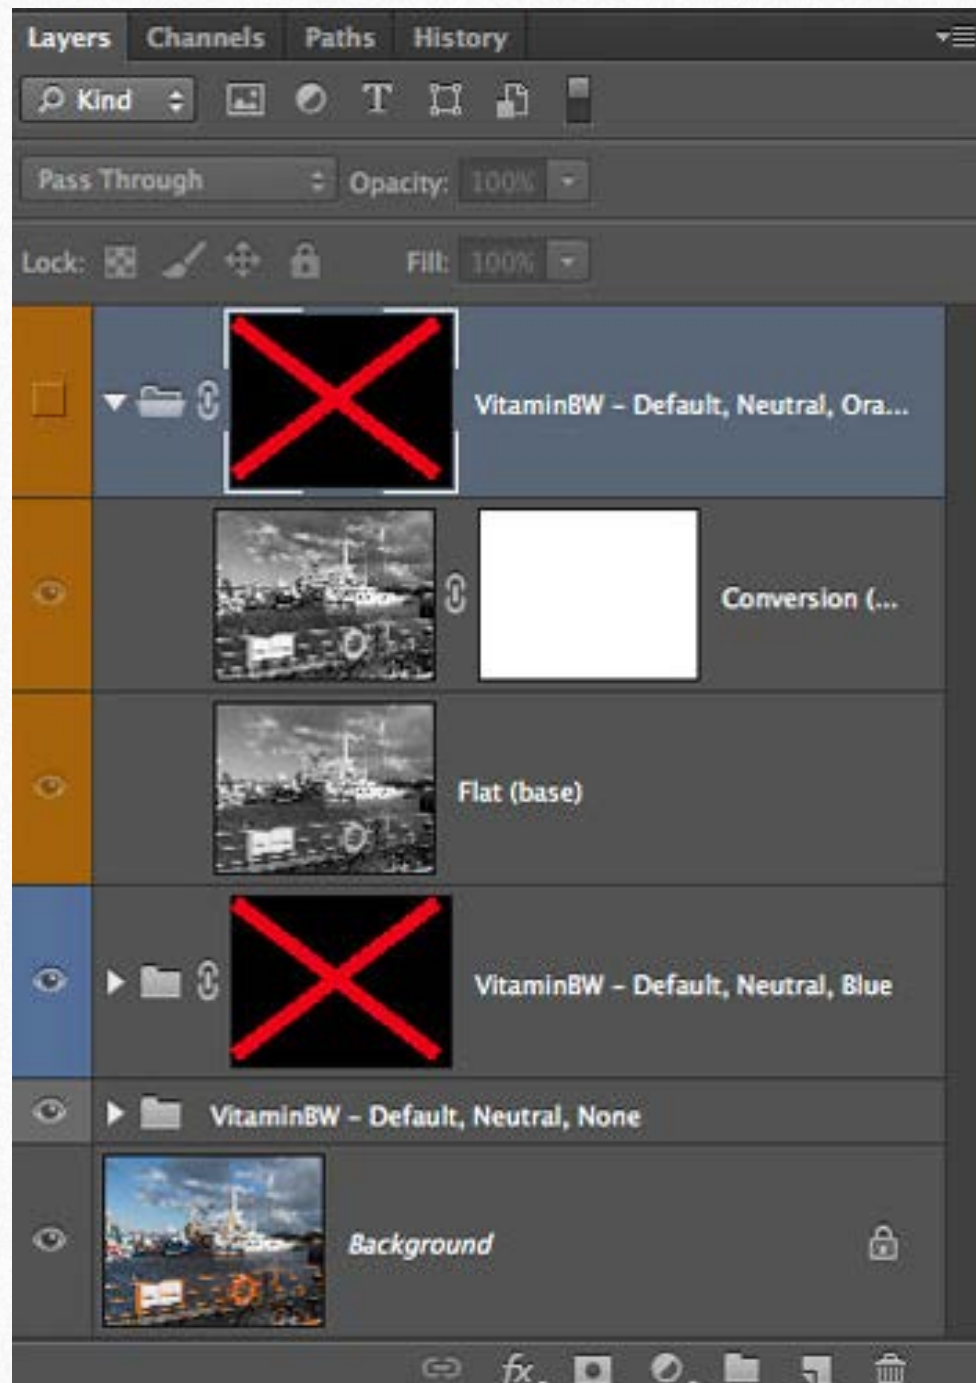 Layers Channels Paths History
Kind T
Pass Through Opacity: 100%
Lock: Fill: 100%
VitaminBW – Default, Neutral, Ora...
Conversion (...
Flat (base)
VitaminBW – Default, Neutral, Blue
VitaminBW – Default, Neutral, None
Background
fx